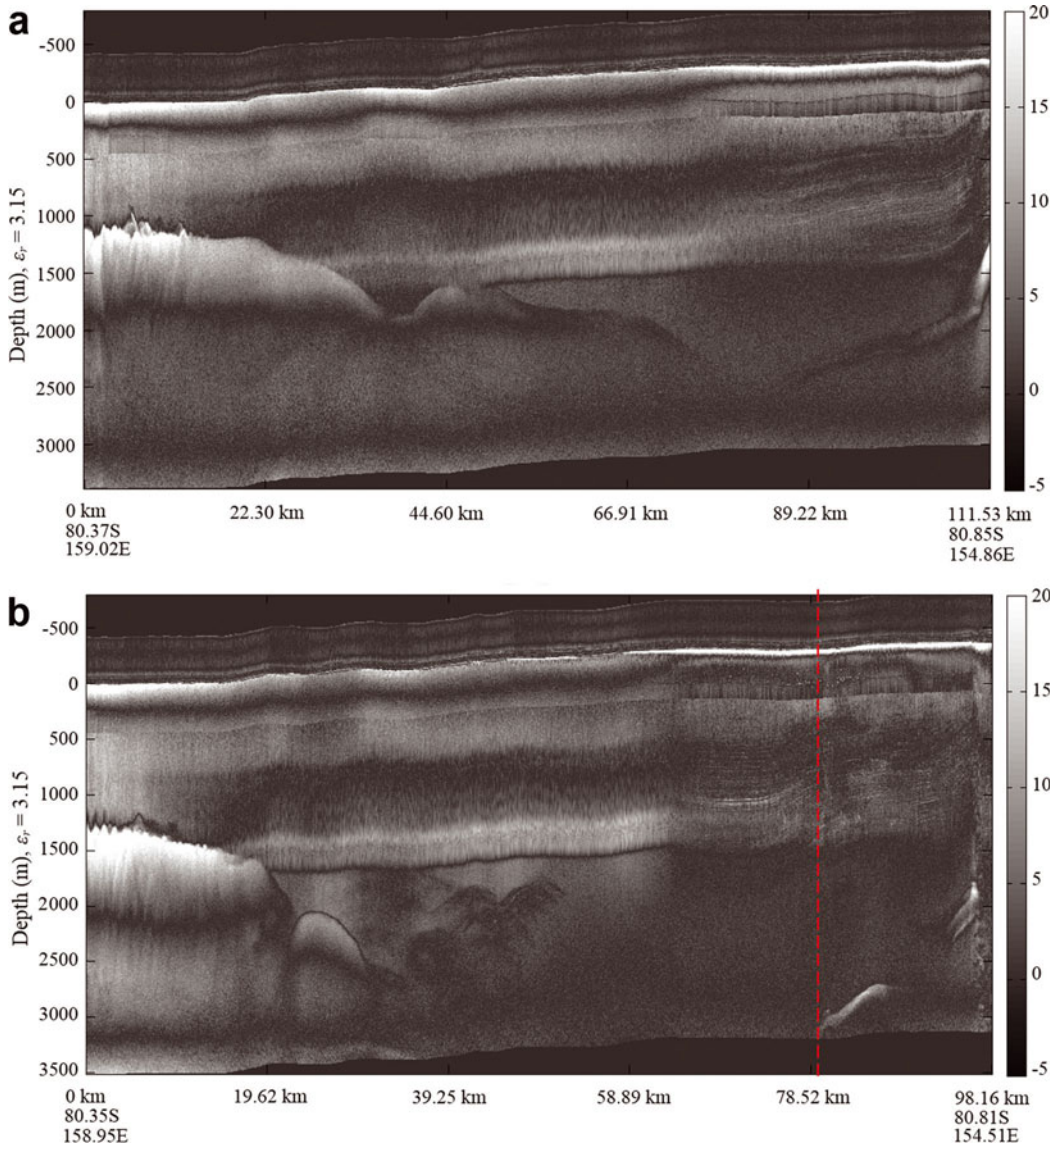 a
-500
0
500
1000
1500
2000
2500
3000
Depth (m), εr = 3.15
20
15
10
5
0
-5
0 km 22.30 km 44.60 km 66.91 km 89.22 km 111.53 km
80.37S 80.85S
159.02E 154.86E
b
-500
0
500
1000
1500
2000
2500
3000
3500
Depth (m), εr = 3.15
20
15
10
5
0
-5
0 km 19.62 km 39.25 km 58.89 km 78.52 km 98.16 km
80.35S 80.81S
158.95E 154.51E